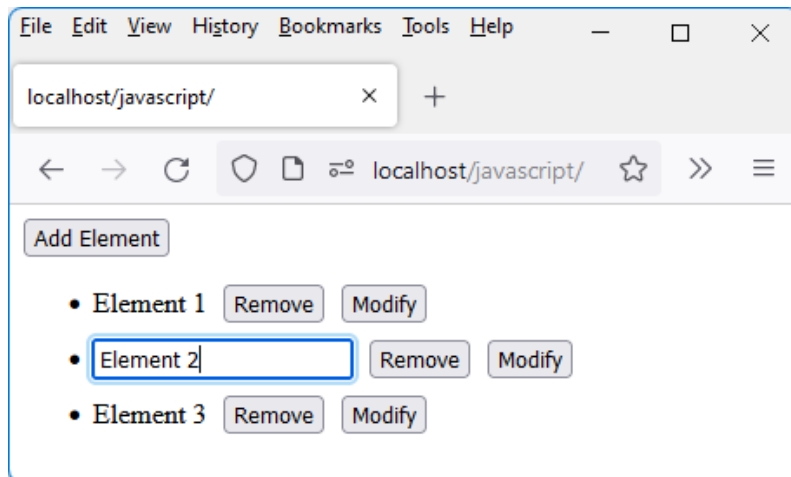 File Edit View History Bookmarks Tools Help
localhost/javascript/
localhost/javascript/
Add Element
Element 1 Remove Modify
Element 2 Remove Modify
Element 3 Remove Modify